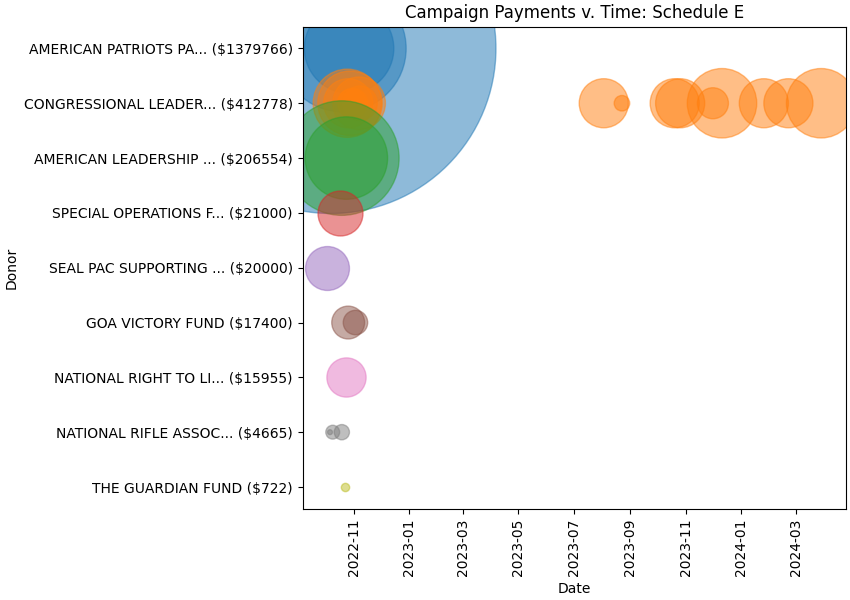 Campaign Payments v. Time: Schedule E
AMERICAN PATRIOTS PA... ($1379766)
CONGRESSIONAL LEADER... ($412778)
AMERICAN LEADERSHIP ... ($206554)
SPECIAL OPERATIONS F... ($21000)
SEAL PAC SUPPORTING ... ($20000)
GOA VICTORY FUND ($17400)
NATIONAL RIGHT TO LI... ($15955)
NATIONAL RIFLE ASSOC... ($4665)
THE GUARDIAN FUND ($722)
Donor
2022-11
2023-01
2023-03
2023-05
2023-07
2023-09
2023-11
2024-01
2024-03
Date